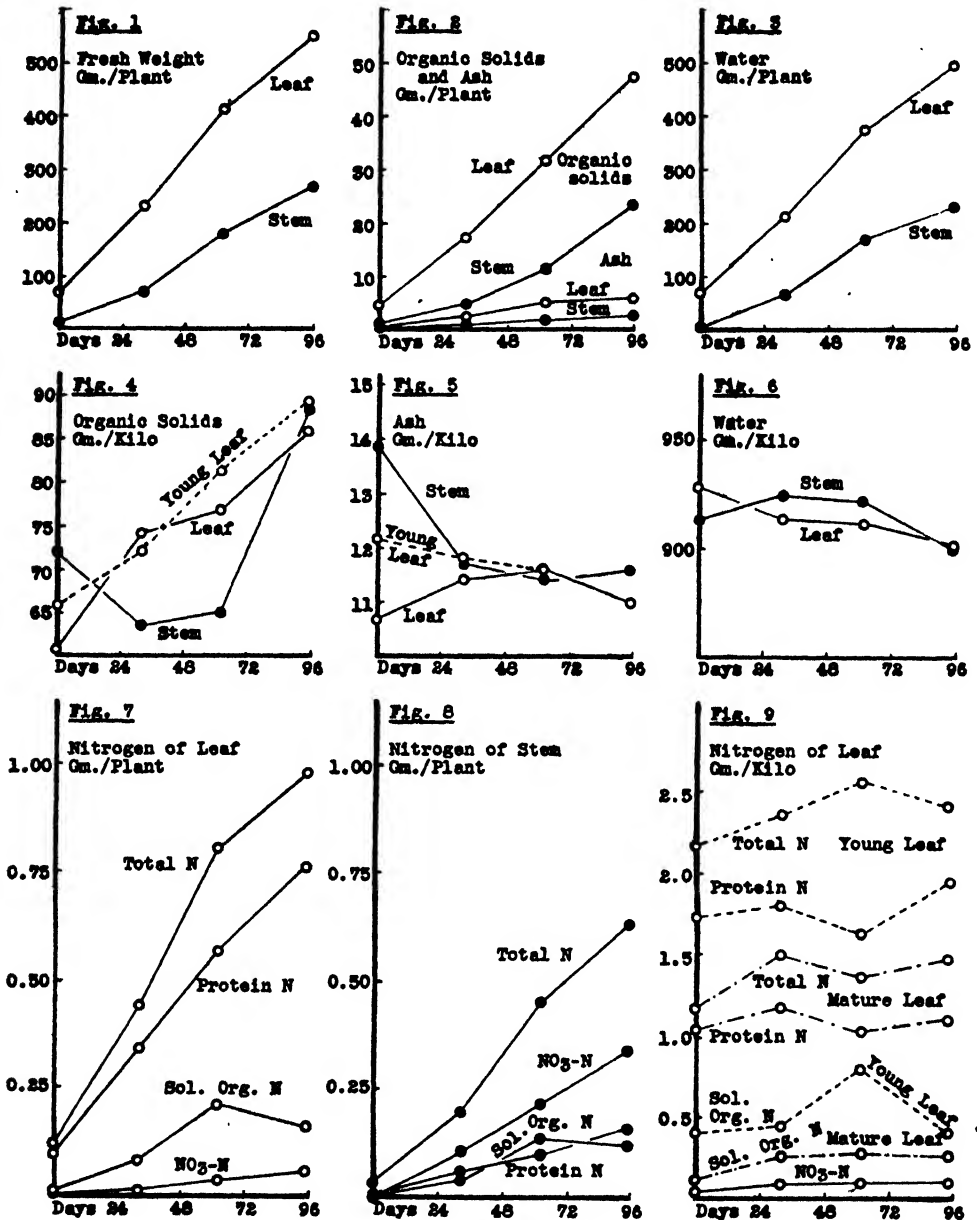 Fig. 1
Fresh Weight
Gm./Plant
500
400
300
200
100
Leaf
Stem
Days 24 48 72 96
Fig. 2
Organic Solids
and Ash
Gm./Plant
50
40
30
20
10
Leaf
Organic
solids
Stem
Ash
Leaf
Stem
Days 24 48 72 96
Fig. 3
Water
Gm./Plant
500
400
300
200
100
Leaf
Stem
Days 24 48 72 96
Fig. 4
Organic Solids
Gm./Kilo
90
85
80
75
70
65
Young Leaf
Leaf
Stem
Days 24 48 72 96
Fig. 5
Ash
Gm./Kilo
15
14
13
12
11
Stem
Young
Leaf
Leaf
Days 24 48 72 96
Fig. 6
Water
Gm./Kilo
950
900
Stem
Leaf
Days 24 48 72 96
Fig. 7
Nitrogen of Leaf
Gm./Plant
1.00
0.75
0.50
0.25
Total N
Protein N
Sol. Org. N
NO3-N
Days 24 48 72 96
Fig. 8
Nitrogen of Stem
Gm./Plant
1.00
0.75
0.50
0.25
Total N
NO3-N
Sol. Org. N
Protein N
Days 24 48 72 96
Fig. 9
Nitrogen of Leaf
Gm./Kilo
2.5
2.0
1.5
1.0
0.5
Total N Young Leaf
Protein N
Total N
Mature Leaf
Protein N
Young Leaf
Sol.
Org. N
Sol. Org. N
Mature Leaf
NO3-N
Days 24 48 72 96